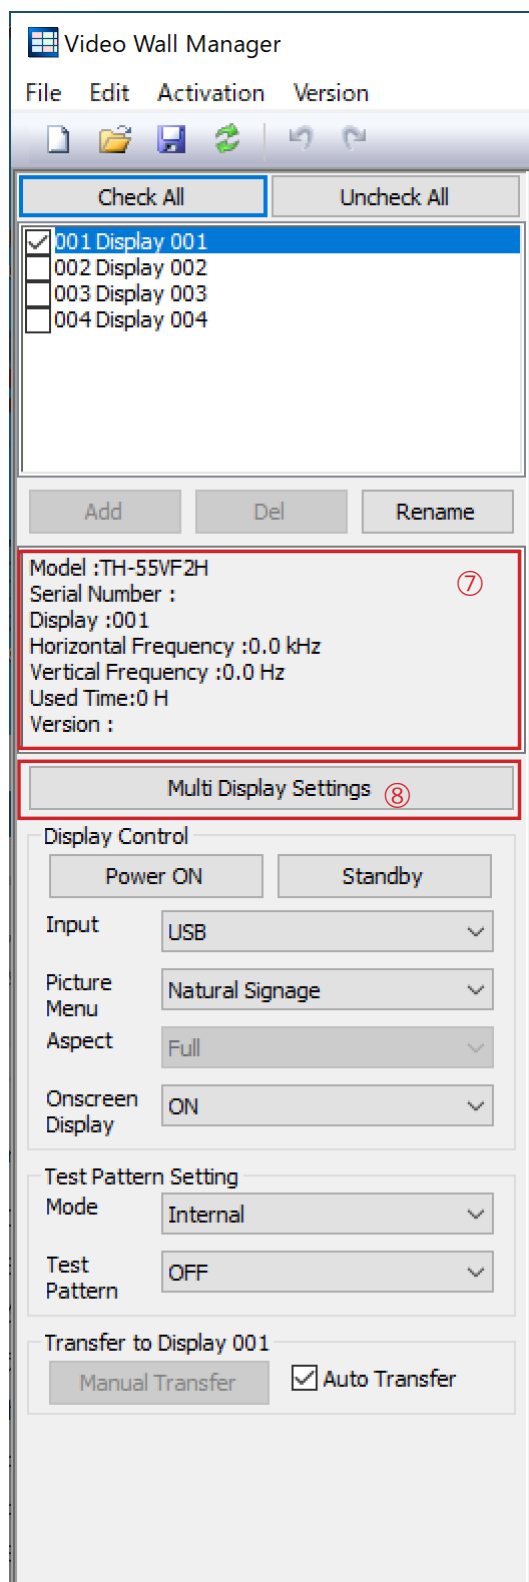 Video Wall Manager
File Edit Activation Version
Check All Uncheck All
001 Display 001
002 Display 002
003 Display 003
004 Display 004
Add Del Rename
Model :TH-55VF2H
⑦
Serial Number :
Display :001
Horizontal Frequency :0.0 kHz
Vertical Frequency :0.0 Hz
Used Time:0 H
Version :
Multi Display Settings ⑧
Display Control
Power ON Standby
Input USB
Picture Menu Natural Signage
Aspect Full
Onscreen Display ON
Test Pattern Setting
Mode Internal
Test Pattern OFF
Transfer to Display 001
Manual Transfer Auto Transfer